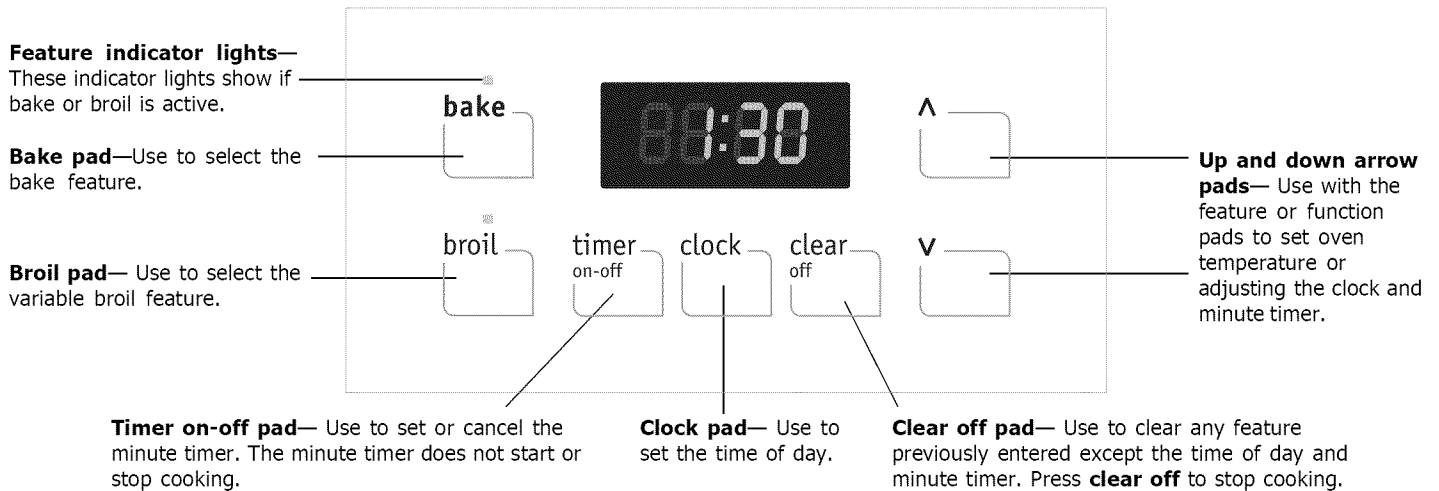 Feature indicator lights—
These indicator lights show if
bake or broil is active.
Bake pad—Use to select the
bake feature.
Broil pad— Use to select the
variable broil feature.
bake
broil
1:30
timer
on-off
clock
clear
off
Λ
V
Up and down arrow
pads— Use with the
feature or function
pads to set oven
temperature or
adjusting the clock and
minute timer.
Timer on-off pad— Use to set or cancel the
minute timer. The minute timer does not start or
stop cooking.
Clock pad— Use to
set the time of day.
Clear off pad— Use to clear any feature
previously entered except the time of day and
minute timer. Press clear off to stop cooking.